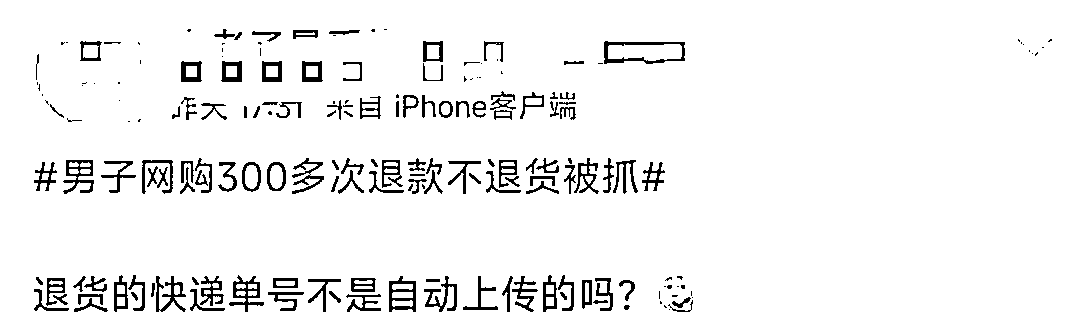 昨天 17:31 来自 iPhone客户端
#男子网购300多次退款不退货被抓#
退货的快递单号不是自动上传的吗？